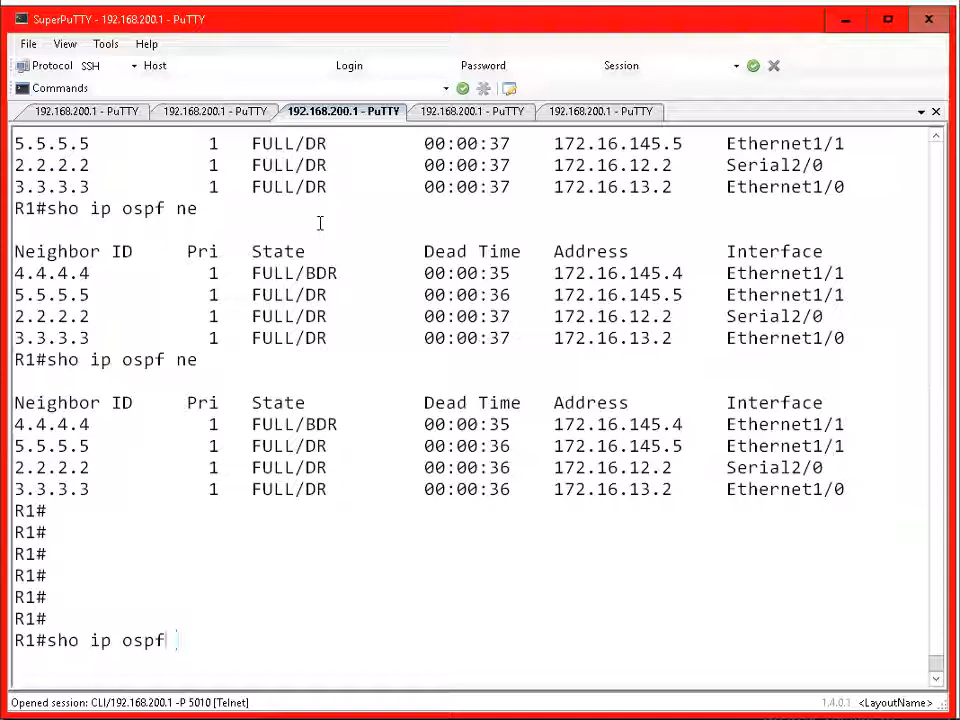 SuperPuTTY - 192.168.200.1 - PuTTY
File View Tools Help
Protocol SSH Host Login Password Session
Commands
192.168.200.1 - PuTTY 192.168.200.1 - PuTTY 192.168.200.1 - PuTTY 192.168.200.1 - PuTTY 192.168.200.1 - PuTTY
5.5.5.5 1 FULL/DR 00:00:37 172.16.145.5 Ethernet1/1
2.2.2.2 1 FULL/DR 00:00:37 172.16.12.2 Serial2/0
3.3.3.3 1 FULL/DR 00:00:37 172.16.13.2 Ethernet1/0
R1#sho ip ospf ne
Neighbor ID Pri State Dead Time Address Interface
4.4.4.4 1 FULL/BDR 00:00:35 172.16.145.4 Ethernet1/1
5.5.5.5 1 FULL/DR 00:00:36 172.16.145.5 Ethernet1/1
2.2.2.2 1 FULL/DR 00:00:37 172.16.12.2 Serial2/0
3.3.3.3 1 FULL/DR 00:00:37 172.16.13.2 Ethernet1/0
R1#sho ip ospf ne
Neighbor ID Pri State Dead Time Address Interface
4.4.4.4 1 FULL/BDR 00:00:35 172.16.145.4 Ethernet1/1
5.5.5.5 1 FULL/DR 00:00:36 172.16.145.5 Ethernet1/1
2.2.2.2 1 FULL/DR 00:00:36 172.16.12.2 Serial2/0
3.3.3.3 1 FULL/DR 00:00:36 172.16.13.2 Ethernet1/0
R1#
R1#
R1#
R1#
R1#
R1#
R1#sho ip ospf
Opened session: CLI/192.168.200.1 -P 5010 [Telnet] 1.4.0.1 <LayoutName>